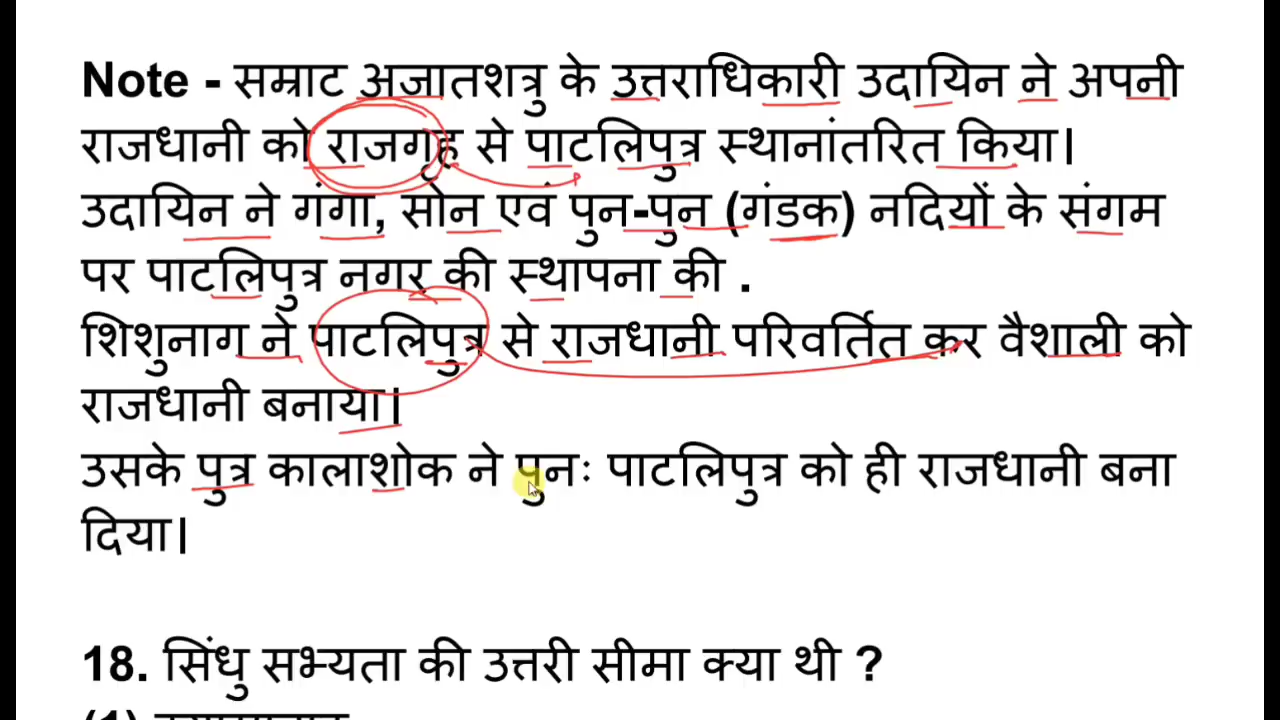 Note - सम्राट अजातशत्रु के उत्तराधिकारी उदायिन ने अपनी
राजधानी को राजगृह से पाटलिपुत्र स्थानांतरित किया।
उदायिन ने गंगा, सोन एवं पुन-पुन (गंडक) नदियों के संगम
पर पाटलिपुत्र नगर की स्थापना की .
शिशुनाग ने पाटलिपुत्र से राजधानी परिवर्तित कर वैशाली को
राजधानी बनाया।
उसके पुत्र कालाशोक ने पुनः पाटलिपुत्र को ही राजधानी बना
दिया।
18. सिंधु सभ्यता की उत्तरी सीमा क्या थी ?
(1)